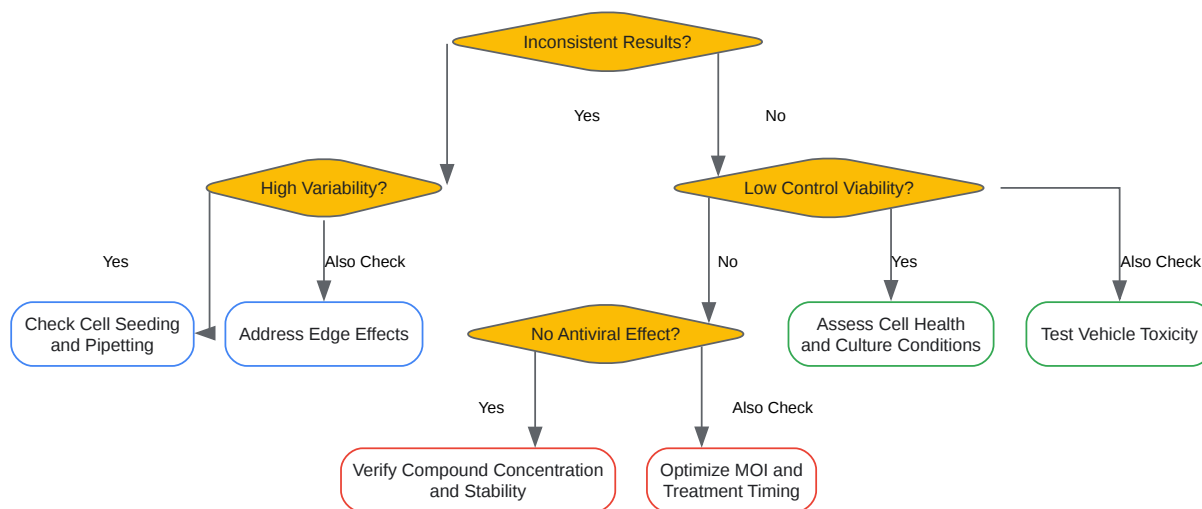 Inconsistent Results?
Yes
No
High Variability?
Low Control Viability?
Yes
Also Check
No
Yes
Also Check
Check Cell Seeding
and Pipetting
Address Edge Effects
No Antiviral Effect?
Assess Cell Health
and Culture Conditions
Test Vehicle Toxicity
Yes
Also Check
Verify Compound Concentration
and Stability
Optimize MOI and
Treatment Timing